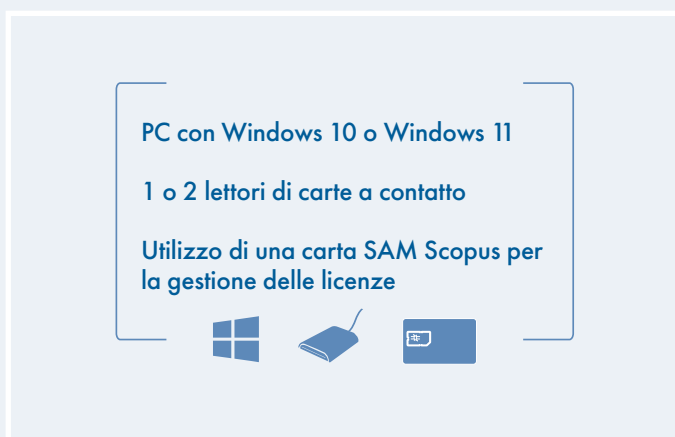 PC con Windows 10 o Windows 11
1 o 2 lettori di carte a contatto
Utilizzo di una carta SAM Scopus per
la gestione delle licenze